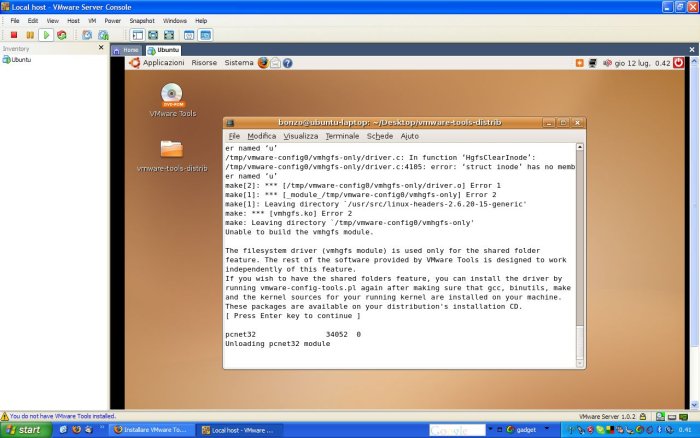 Local host - VMware Server Console
File Edit View Host VM Power Snapshot Windows Help
Inventory
Ubuntu
Home Ubuntu
Applicazioni Risorse Sistema gio 12 lug, 0.42
DVD-ROM
VMware Tools
vmware-tools-distrib
bonzo@ubuntu-laptop: ~/Desktop/vmware-tools-distrib
File Modifica Visualizza Terminale Schede Aiuto
er named 'u'
/tmp/vmware-config0/vmhgfs-only/driver.c: In function 'HgfsClearInode':
/tmp/vmware-config0/vmhgfs-only/driver.c:4105: error: 'struct inode' has no memb
er named 'u'
make[2]: *** [/tmp/vmware-config0/vmhgfs-only/driver.o] Error 1
make[1]: *** [_module_/tmp/vmware-config0/vmhgfs-only] Error 2
make[1]: Leaving directory `/usr/src/linux-headers-2.6.20-15-generic'
make: *** [vmhgfs.ko] Error 2
make: Leaving directory `/tmp/vmware-config0/vmhgfs-only'
Unable to build the vmhgfs module.
The filesystem driver (vmhgfs module) is used only for the shared folder
feature. The rest of the software provided by VMware Tools is designed to work
independently of this feature.
If you wish to have the shared folders feature, you can install the driver by
running vmware-config-tools.pl again after making sure that gcc, binutils, make
and the kernel sources for your running kernel are installed on your machine.
These packages are available on your distribution's installation CD.
[ Press Enter key to continue ]
pcnet32 34052 0
Unloading pcnet32 module
You do not have VMware Tools installed.
VMware Server 1.0.2
start
Installare VMware To...
Local host - VMware ...
Google
gadget
0.41